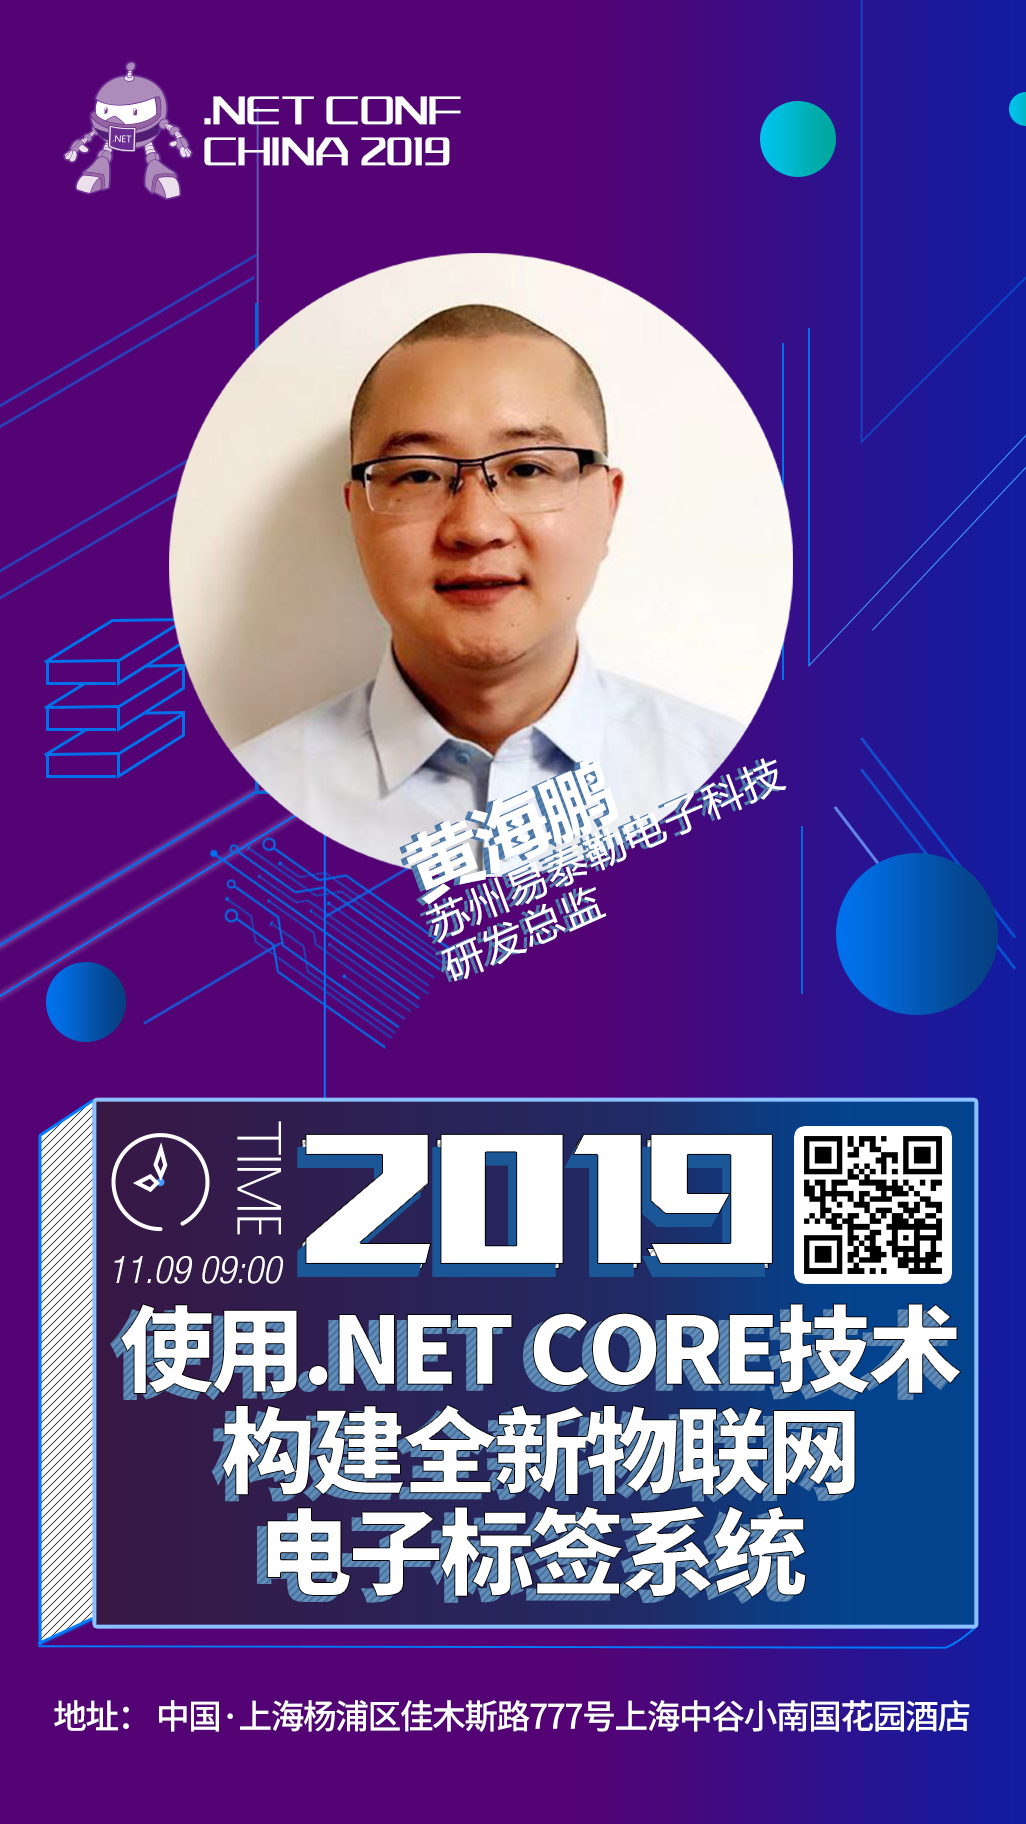 .NET
.NET CONF
CHINA 2019
黄海鹏
苏州易泰勒电子科技
研发总监
TIME
2019
11.09 09:00
使用.NET CORE技术
构建全新物联网
电子标签系统
地址： 中国·上海杨浦区佳木斯路777号上海中谷小南国花园酒店